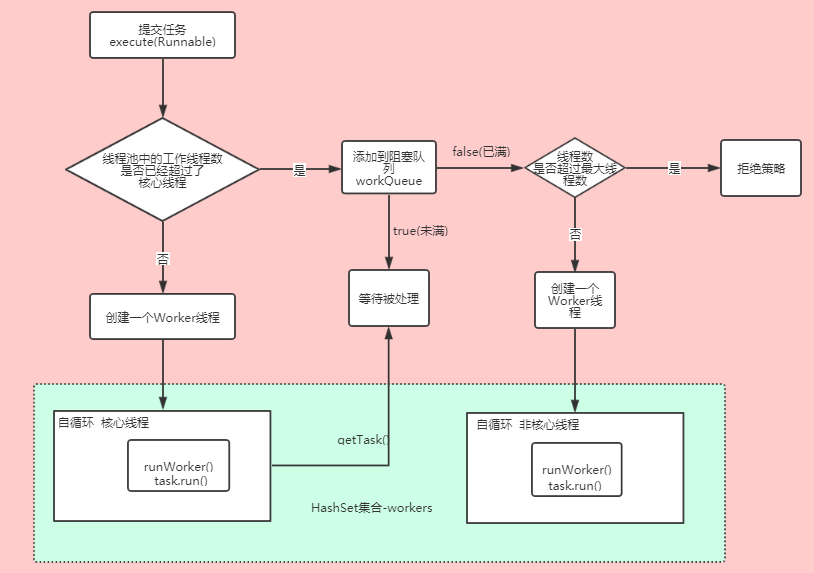 提交任务
execute(Runnable)
线程池中的工作线程数
是否已经超过了
核心线程
是
添加到阻塞队
列
workQueue
false(已满)
线程数
是否超过最大线
程数
是
拒绝策略
否
true(未满)
否
创建一个Worker线程
等待被处理
创建一个
Worker线
程
自循环 核心线程
runWorker()
task.run()
getTask()
自循环 非核心线程
runWorker()
task.run()
HashSet集合-workers